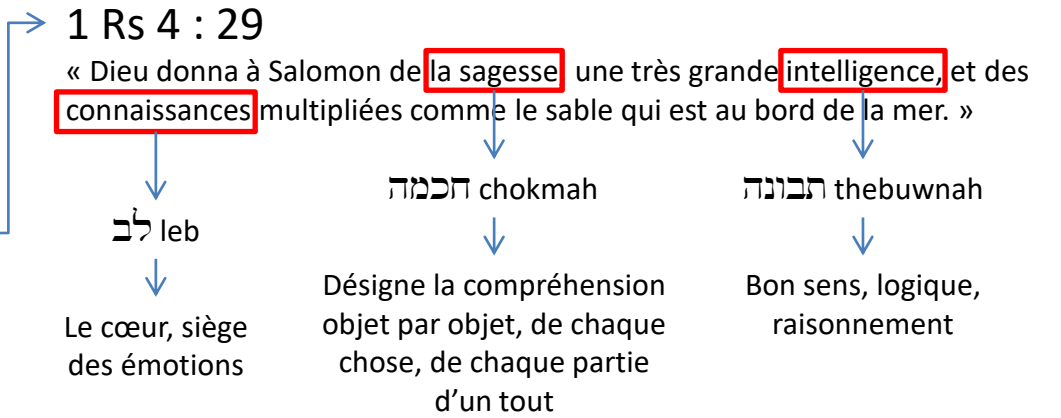 1 Rs 4 : 29
« Dieu donna à Salomon de la sagesse, une très grande intelligence, et des
connaissances multipliées comme le sable qui est au bord de la mer. »
לב leb
Le cœur, siège
des émotions
חכמה chokmah
Désigne la compréhension
objet par objet, de chaque
chose, de chaque partie
d'un tout
תבונה thebuwnah
Bon sens, logique,
raisonnement